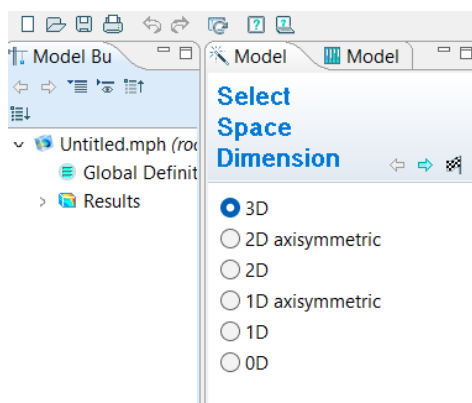 Model Bu
Model
Model
Select
Space
Dimension
Untitled.mph (roo
Global Definit
Results
3D
2D axisymmetric
2D
1D axisymmetric
1D
0D